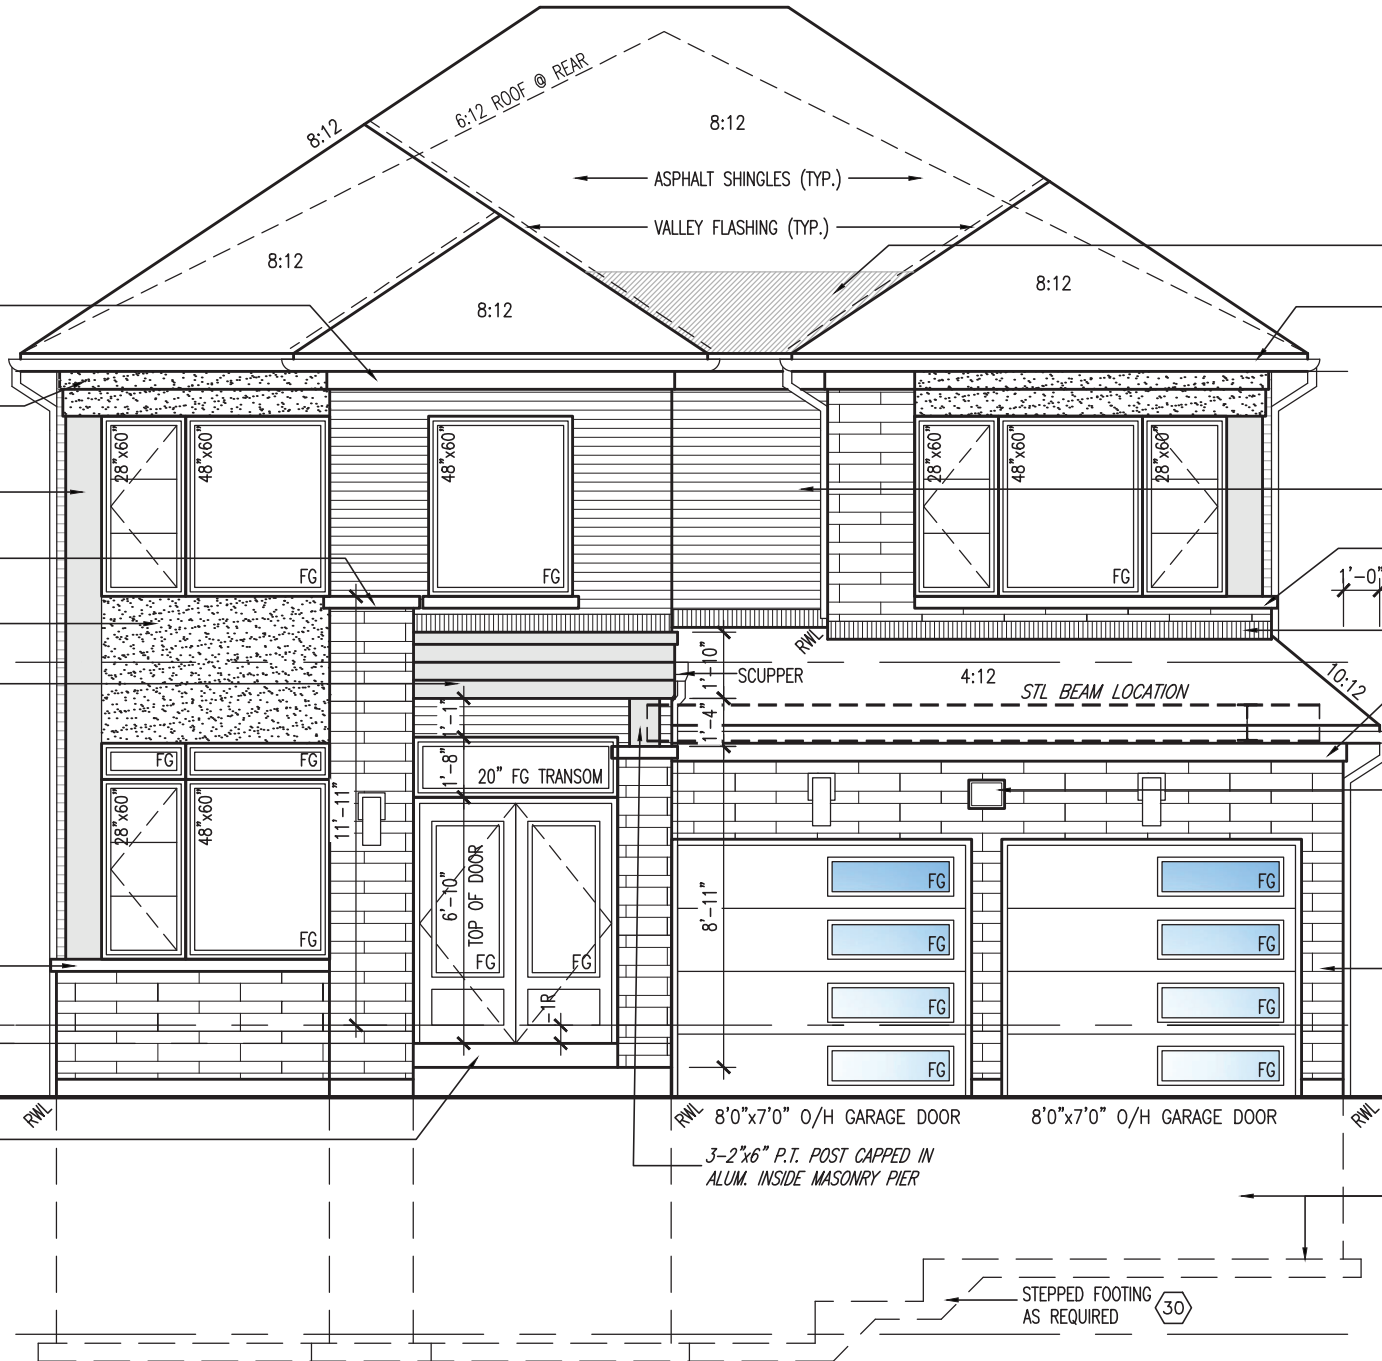 6:12 ROOF @ REAR
8:12
8:12
ASPHALT SHINGLES (TYP.)
VALLEY FLASHING (TYP.)
8:12
8:12
8:12
28"x60"
48"x60"
FG
48"x60"
FG
28"x60"
48"x60"
28"x60"
FG
1'-0"
RWL
1'-10"
SCUPPER
4:12
10:12
STL BEAM LOCATION
1'-1"
1'-4"
FG
FG
1'-8"
20" FG TRANSOM
28"x60"
48"x60"
FG
11'-11"
6'-10"
TOP OF DOOR
FG
FG
-1R
8'-11"
FG
FG
FG
FG
FG
FG
FG
FG
RWL
RWL
8'0"x7'0" O/H GARAGE DOOR
8'0"x7'0" O/H GARAGE DOOR
RWL
3-2"x6" P.T. POST CAPPED IN
ALUM. INSIDE MASONRY PIER
STEPPED FOOTING
AS REQUIRED
30